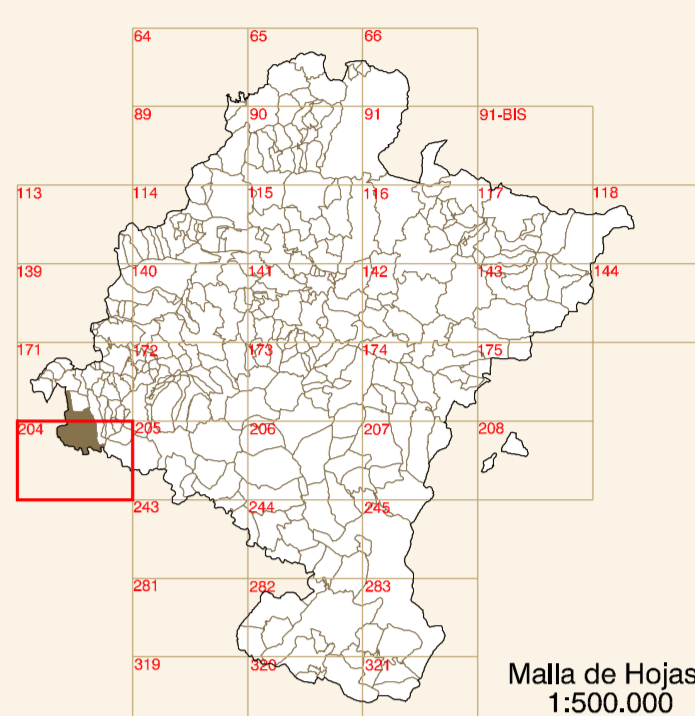 64 65 66
89 90 91 91-BIS
113 114 115 116 117 118
139 140 141 142 143 144
171 172 173 174 175
204 205 206 207 208
243 244 245
281 282 283
319 320 321
Malla de Hojas
1:500.000